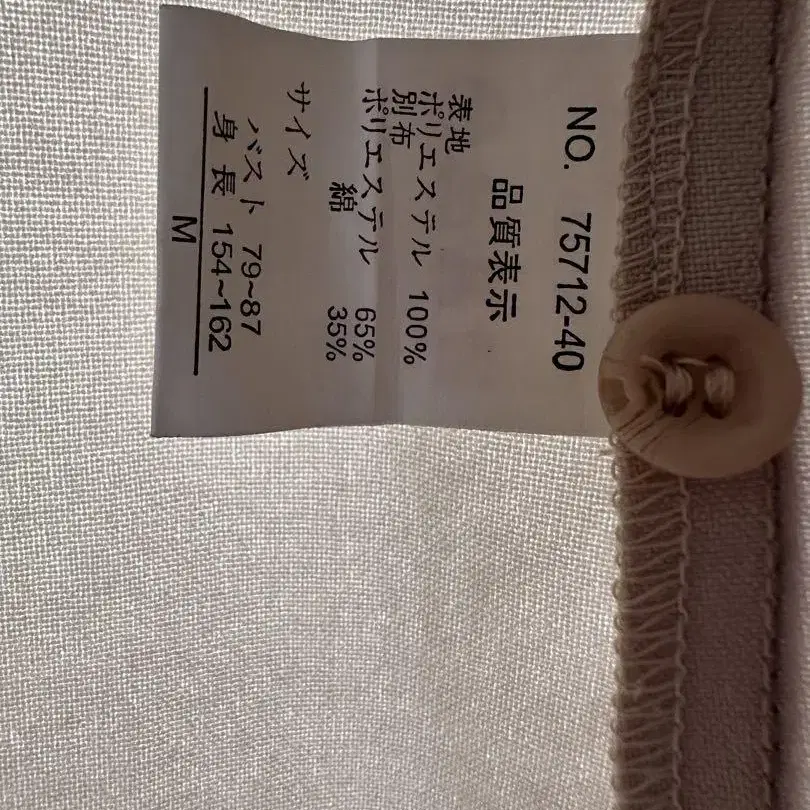 NO. 75712-40
品質表示
表地
ポリエステル 100%
別布
ポリエステル 65%
綿 35%
サイズ
バスト 79~87
身長 154~162
M